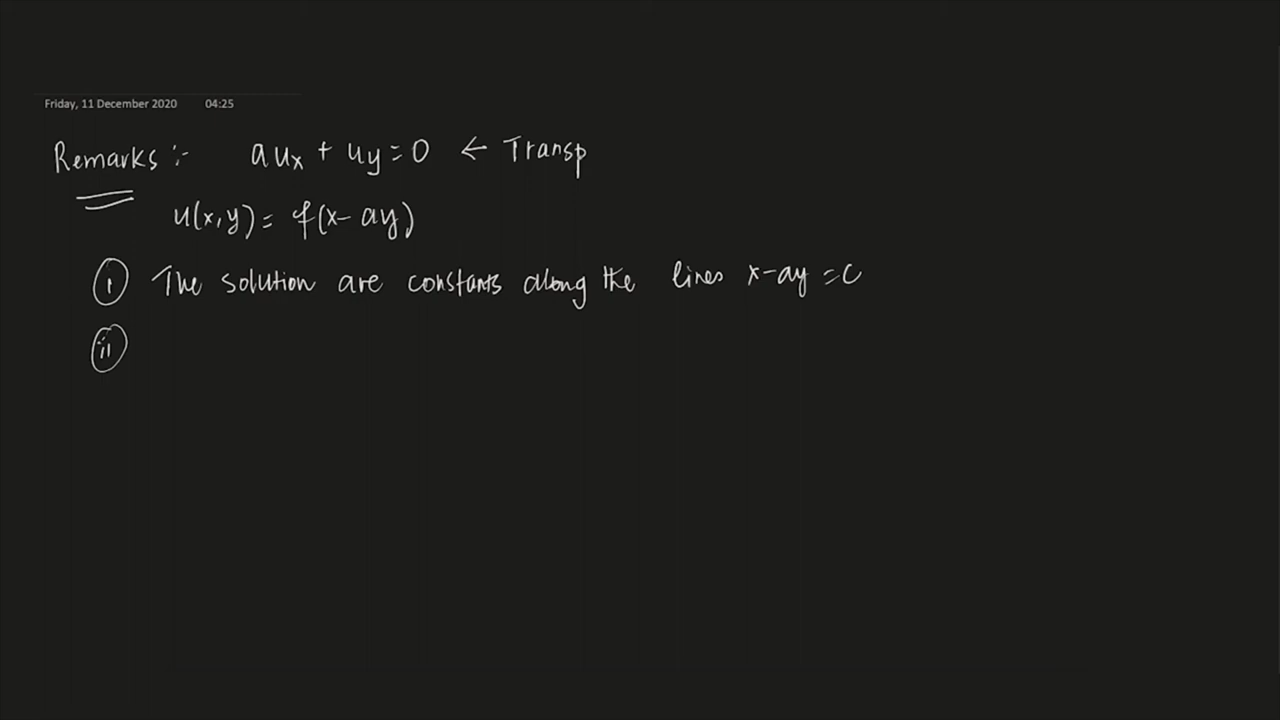 Friday, 11 December 2020 04:25
Remarks :- aux + uy = 0 ← Transp
u(x,y) = f(x- ay)
(i) The solution are constants along the lines x-ay = c
(ii)